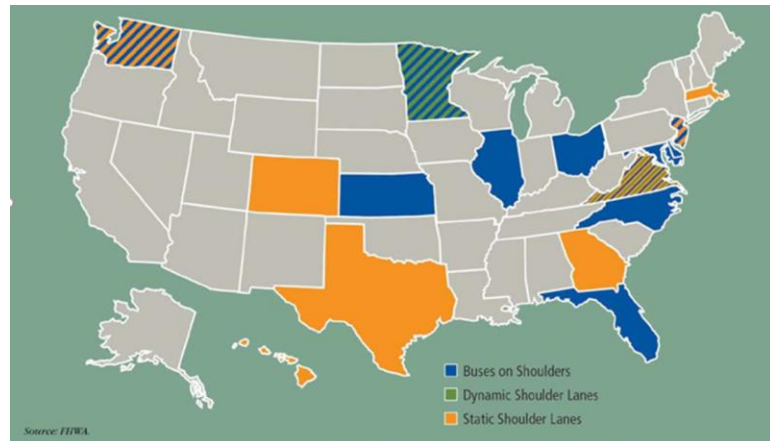 Buses on Shoulders
Dynamic Shoulder Lanes
Static Shoulder Lanes
Source: FHWA.